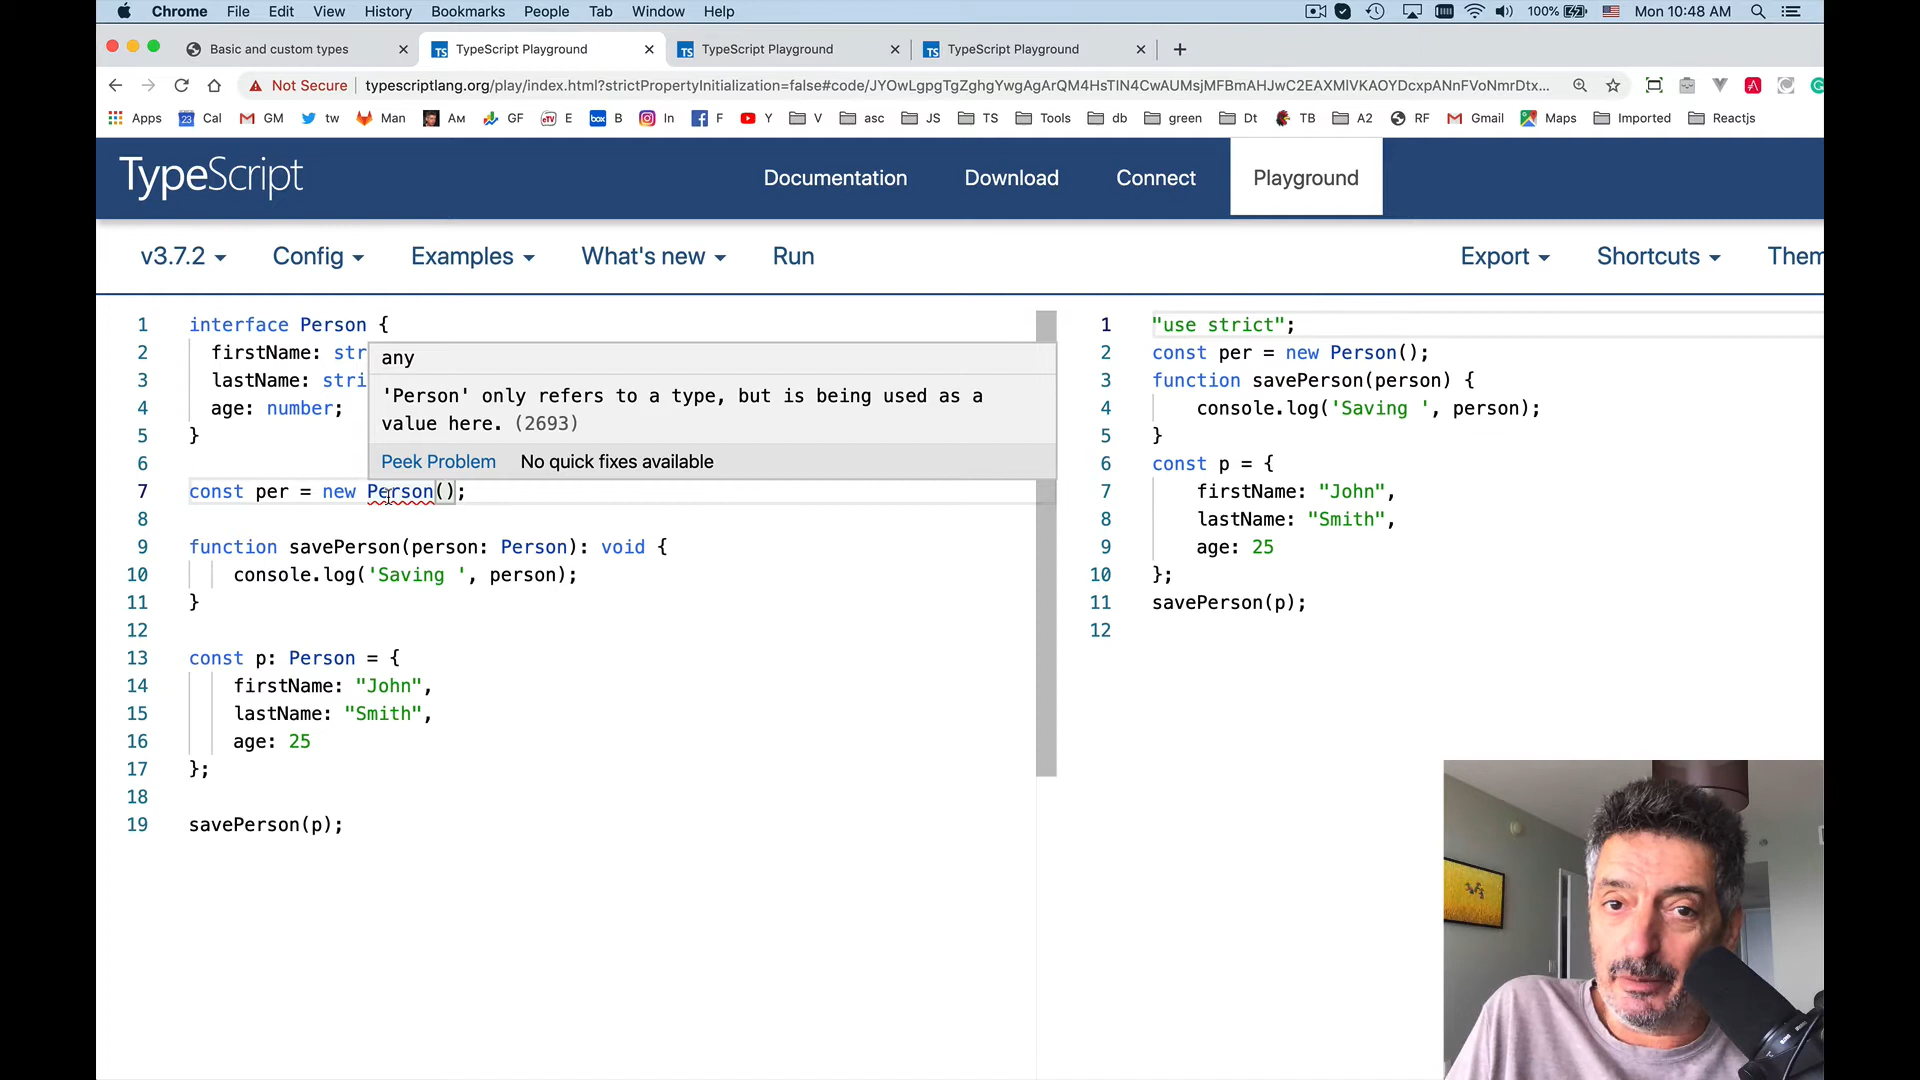 Chrome File Edit View History Bookmarks People Tab Window Help 100% Mon 10:48 AM
Basic and custom types TypeScript Playground TypeScript Playground TypeScript Playground
Not Secure typescriptlang.org/play/index.html?strictPropertyInitialization=false#code/JYOwLgpgTgZghgYwgAgArQM4HsTIN4CwAUMsjMFBmAHJwC2EAXMlVKAOYDcxpANnFVoNmrDtx...
Apps Cal GM tw Man Ам GF E B In F Y V asc JS TS Tools db green Dt TB A2 RF Gmail Maps Imported Reactjs
TypeScript Documentation Download Connect Playground
v3.7.2 Config Examples What's new Run Export Shortcuts Them
1 interface Person {
2 firstName: str
3 lastName: stri
4 age: number;
5 }
6
any
'Person' only refers to a type, but is being used as a
value here. (2693)
Peek Problem No quick fixes available
7 const per = new Person();
8
9 function savePerson(person: Person): void {
10 console.log('Saving ', person);
11 }
12
13 const p: Person = {
14 firstName: "John",
15 lastName: "Smith",
16 age: 25
17 };
18
19 savePerson(p);
1 "use strict";
2 const per = new Person();
3 function savePerson(person) {
4 console.log('Saving ', person);
5 }
6 const p = {
7 firstName: "John",
8 lastName: "Smith",
9 age: 25
10 };
11 savePerson(p);
12